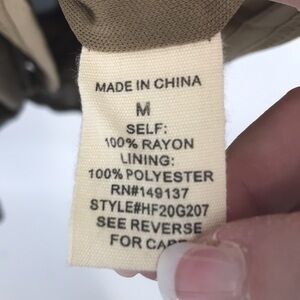 MADE IN CHINA
M
SELF:
100% RAYON
LINING:
100% POLYESTER
RN#149137
STYLE#HF20G207
SEE REVERSE
FOR CARE